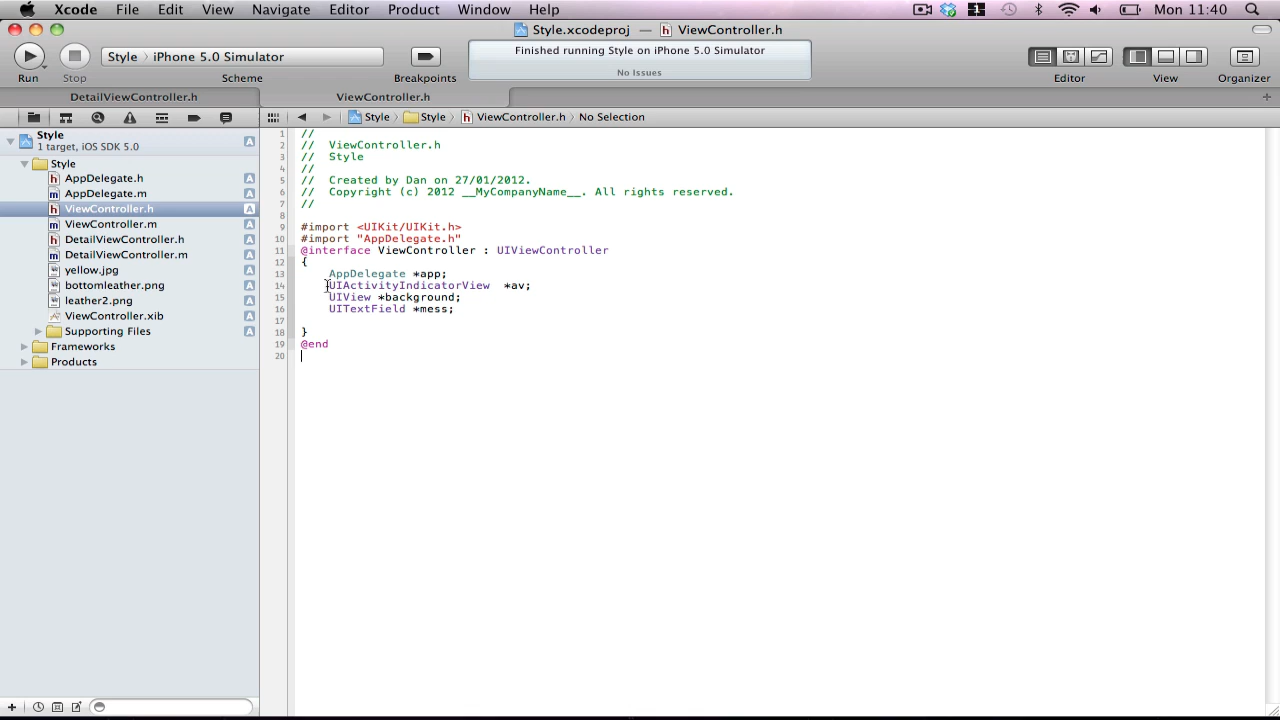 Xcode File Edit View Navigate Editor Product Window Help 1 Mon 11:40
Style.xcodeproj — ViewController.h
Style iPhone 5.0 Simulator
Finished running Style on iPhone 5.0 Simulator
No Issues
Run Stop Scheme Breakpoints Editor View Organizer
DetailViewController.h ViewController.h
Style Style ViewController.h No Selection
Style A
1 target, iOS SDK 5.0
Style
AppDelegate.h A
AppDelegate.m A
ViewController.h A
ViewController.m A
DetailViewController.h A
DetailViewController.m A
yellow.jpg A
bottomleather.png A
leather2.png A
ViewController.xib A
Supporting Files A
Frameworks
Products
1 //
2 // ViewController.h
3 // Style
4 //
5 // Created by Dan on 27/01/2012.
6 // Copyright (c) 2012 __MyCompanyName__. All rights reserved.
7 //
8
9 #import <UIKit/UIKit.h>
10 #import "AppDelegate.h"
11 @interface ViewController : UIViewController
12 {
13 AppDelegate *app;
14 UIActivityIndicatorView *av;
15 UIView *background;
16 UITextField *mess;
17
18 }
19 @end
20